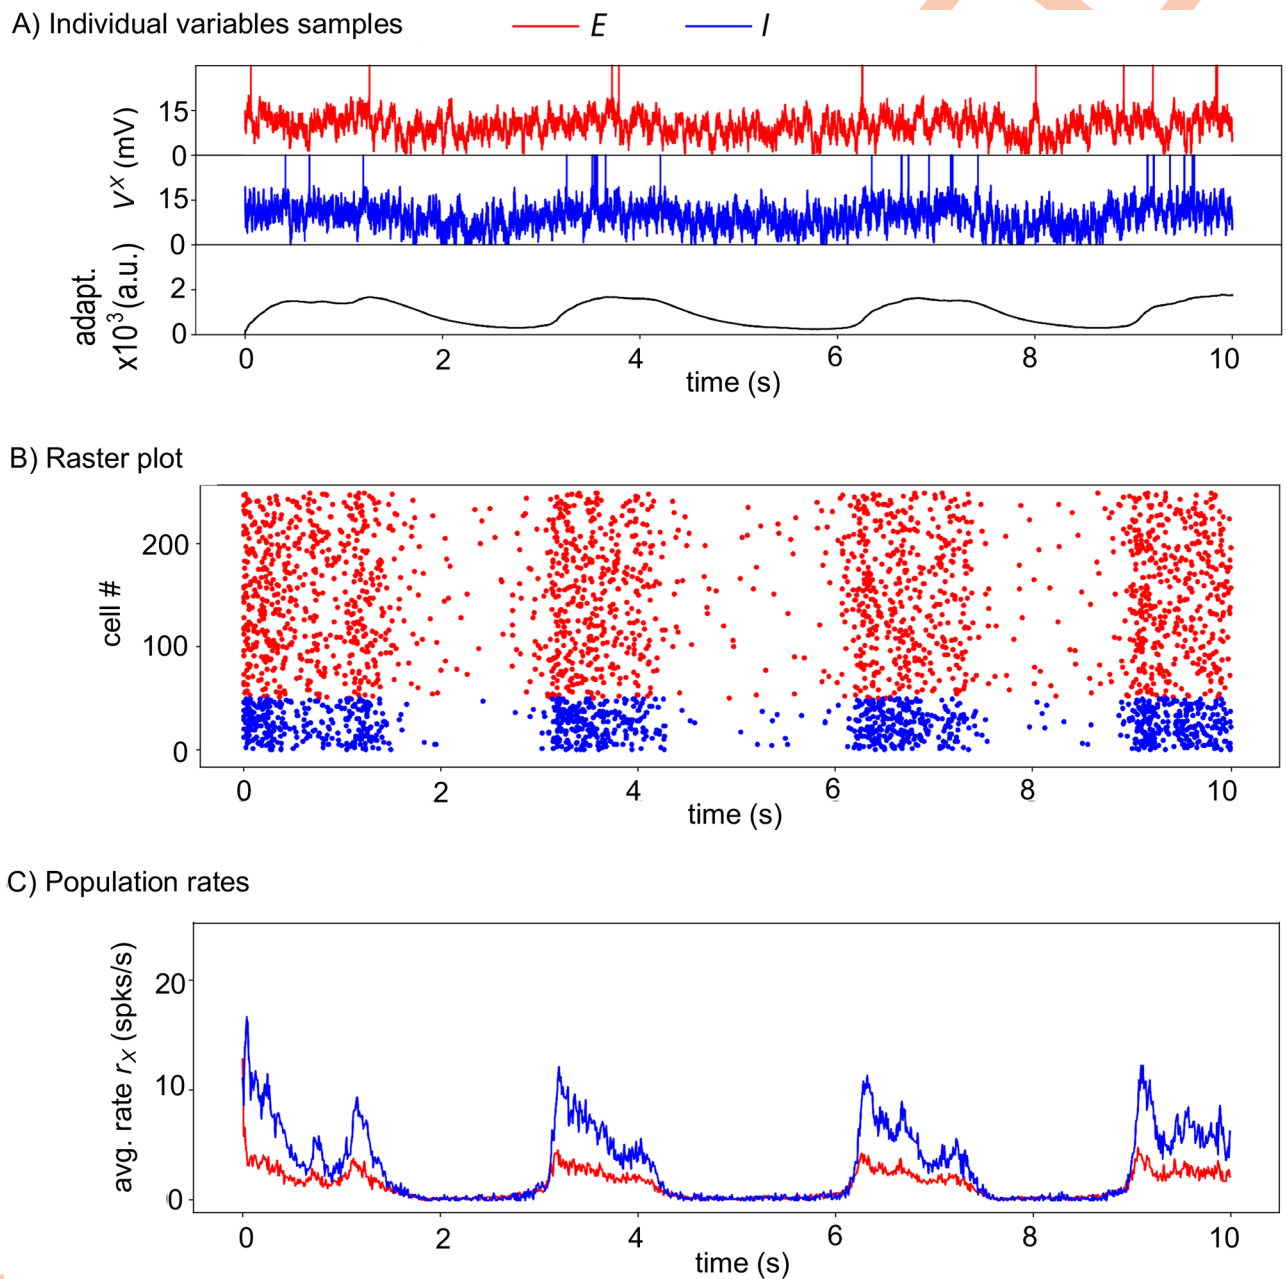 A) Individual variables samples E I
15
0
V^X (mV)
15
0
adapt.
x10^3 (a.u.)
2
0
0 2 4 6 8 10
time (s)
B) Raster plot
200
100
0
cell #
0 2 4 6 8 10
time (s)
C) Population rates
20
10
0
avg. rate r_X (spks/s)
0 2 4 6 8 10
time (s)